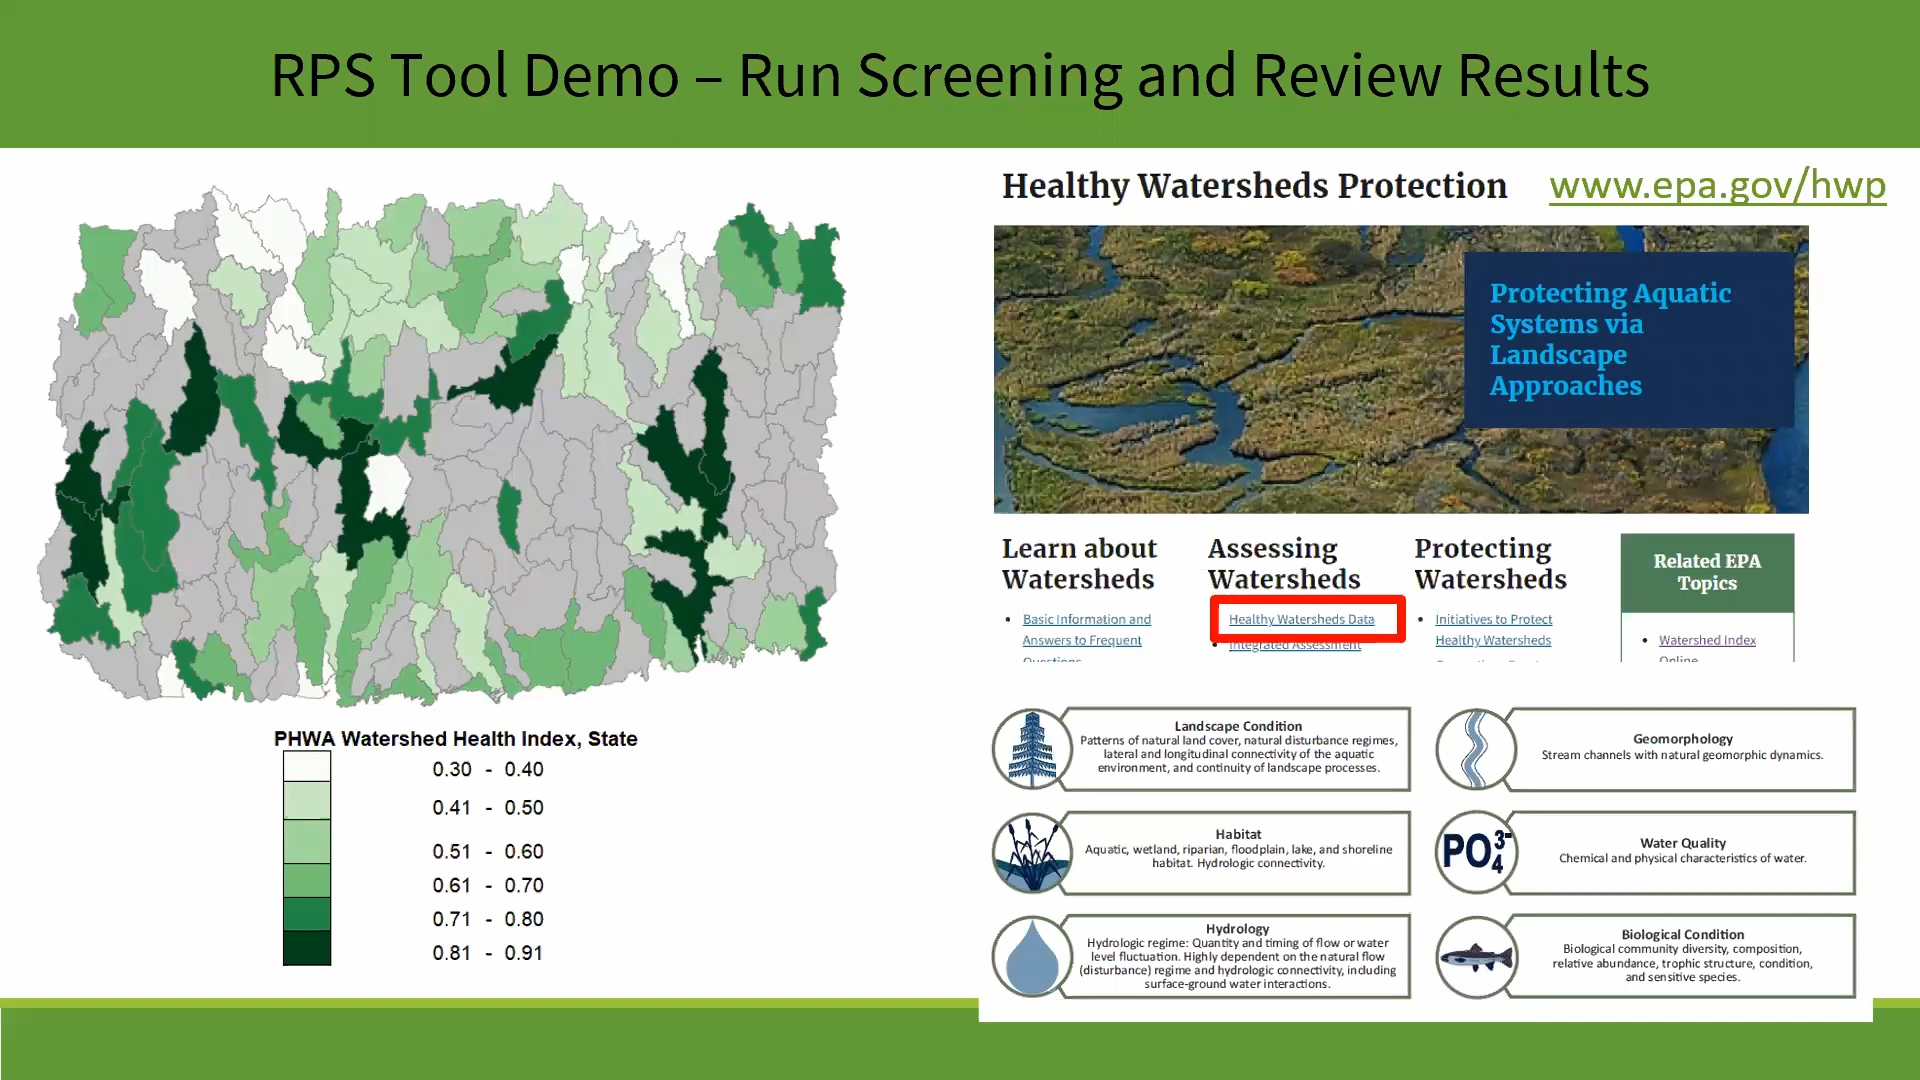 RPS Tool Demo – Run Screening and Review Results
PHWA Watershed Health Index, State
0.30 - 0.40
0.41 - 0.50
0.51 - 0.60
0.61 - 0.70
0.71 - 0.80
0.81 - 0.91
Healthy Watersheds Protection
www.epa.gov/hwp
Protecting Aquatic
Systems via
Landscape
Approaches
Learn about
Watersheds
Basic Information and
Answers to Frequent
Questions
Assessing
Watersheds
Healthy Watersheds Data
Integrated Assessment
Protecting
Watersheds
Initiatives to Protect
Healthy Watersheds
Related EPA
Topics
Watershed Index
Online
Landscape Condition
Patterns of natural land cover, natural disturbance regimes,
lateral and longitudinal connectivity of the aquatic
environment, and continuity of landscape processes.
Geomorphology
Stream channels with natural geomorphic dynamics.
Habitat
Aquatic, wetland, riparian, floodplain, lake, and shoreline
habitat. Hydrologic connectivity.
PO₄³⁻
Water Quality
Chemical and physical characteristics of water.
Hydrology
Hydrologic regime: Quantity and timing of flow or water
level fluctuation. Highly dependent on the natural flow
(disturbance) regime and hydrologic connectivity, including
surface-ground water interactions.
Biological Condition
Biological community diversity, composition,
relative abundance, trophic structure, condition,
and sensitive species.